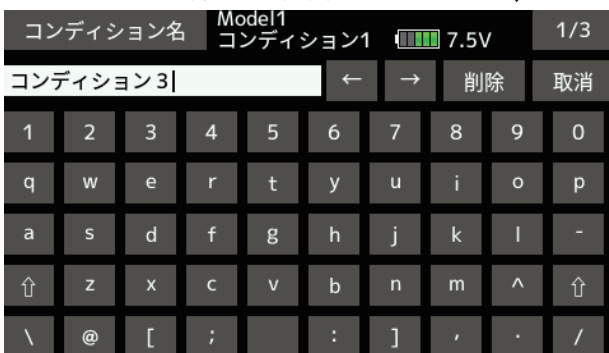 コンディション名 Model1 コンディション1 7.5V 1/3
コンディション3 ← → 削除 取消
1 2 3 4 5 6 7 8 9 0
q w e r t y u i o p
a s d f g h j k l -
⇧ z x c v b n m ^ ⇧
\ @ [ ; : ] , . /